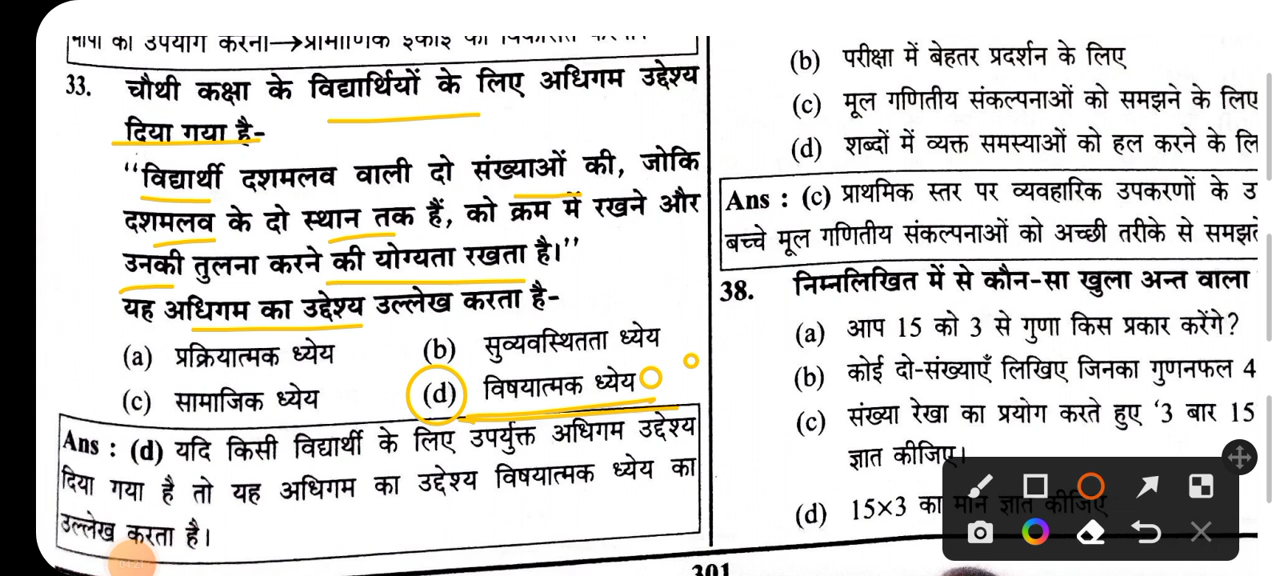 33. चौथी कक्षा के विद्यार्थियों के लिए अधिगम उद्देश्य
दिया गया है-
“विद्यार्थी दशमलव वाली दो संख्याओं की, जोकि
दशमलव के दो स्थान तक हैं, को क्रम में रखने और
उनकी तुलना करने की योग्यता रखता है।”
यह अधिगम का उद्देश्य उल्लेख करता है-
(a) प्रक्रियात्मक ध्येय (b) सुव्यवस्थितता ध्येय
(c) सामाजिक ध्येय (d) विषयात्मक ध्येय
Ans : (d) यदि किसी विद्यार्थी के लिए उपर्युक्त अधिगम उद्देश्य
दिया गया है तो यह अधिगम का उद्देश्य विषयात्मक ध्येय का
उल्लेख करता है।
04:21
(b) परीक्षा में बेहतर प्रदर्शन के लिए
(c) मूल गणितीय संकल्पनाओं को समझने के लिए
(d) शब्दों में व्यक्त समस्याओं को हल करने के लि
Ans : (c) प्राथमिक स्तर पर व्यवहारिक उपकरणों के उ
बच्चे मूल गणितीय संकल्पनाओं को अच्छी तरीके से समझते
38. निम्नलिखित में से कौन-सा खुला अन्त वाला
(a) आप 15 को 3 से गुणा किस प्रकार करेंगे?
(b) कोई दो-संख्याएँ लिखिए जिनका गुणनफल 4
(c) संख्या रेखा का प्रयोग करते हुए ‘3 बार 15
ज्ञात कीजिए।
(d) 15×3 का मान ज्ञात कीजिए
301